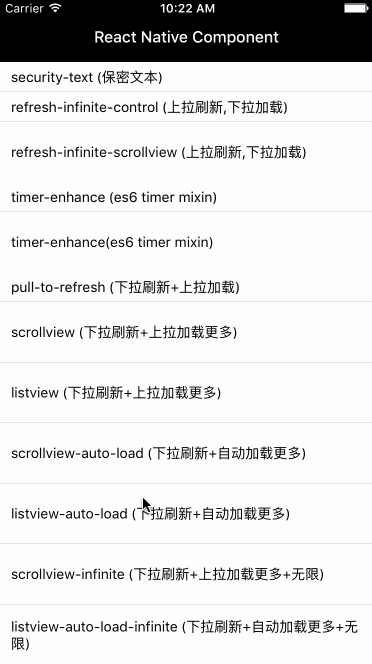 Carrier 10:22 AM
React Native Component
security-text (保密文本)
refresh-infinite-control (上拉刷新,下拉加载)
refresh-infinite-scrollview (上拉刷新,下拉加载)
timer-enhance (es6 timer mixin)
timer-enhance(es6 timer mixin)
pull-to-refresh (下拉刷新+上拉加载)
scrollview (下拉刷新+上拉加载更多)
listview (下拉刷新+上拉加载更多)
scrollview-auto-load (下拉刷新+自动加载更多)
listview-auto-load (下拉刷新+自动加载更多)
scrollview-infinite (下拉刷新+上拉加载更多+无限)
listview-auto-load-infinite (下拉刷新+自动加载更多+无
限)